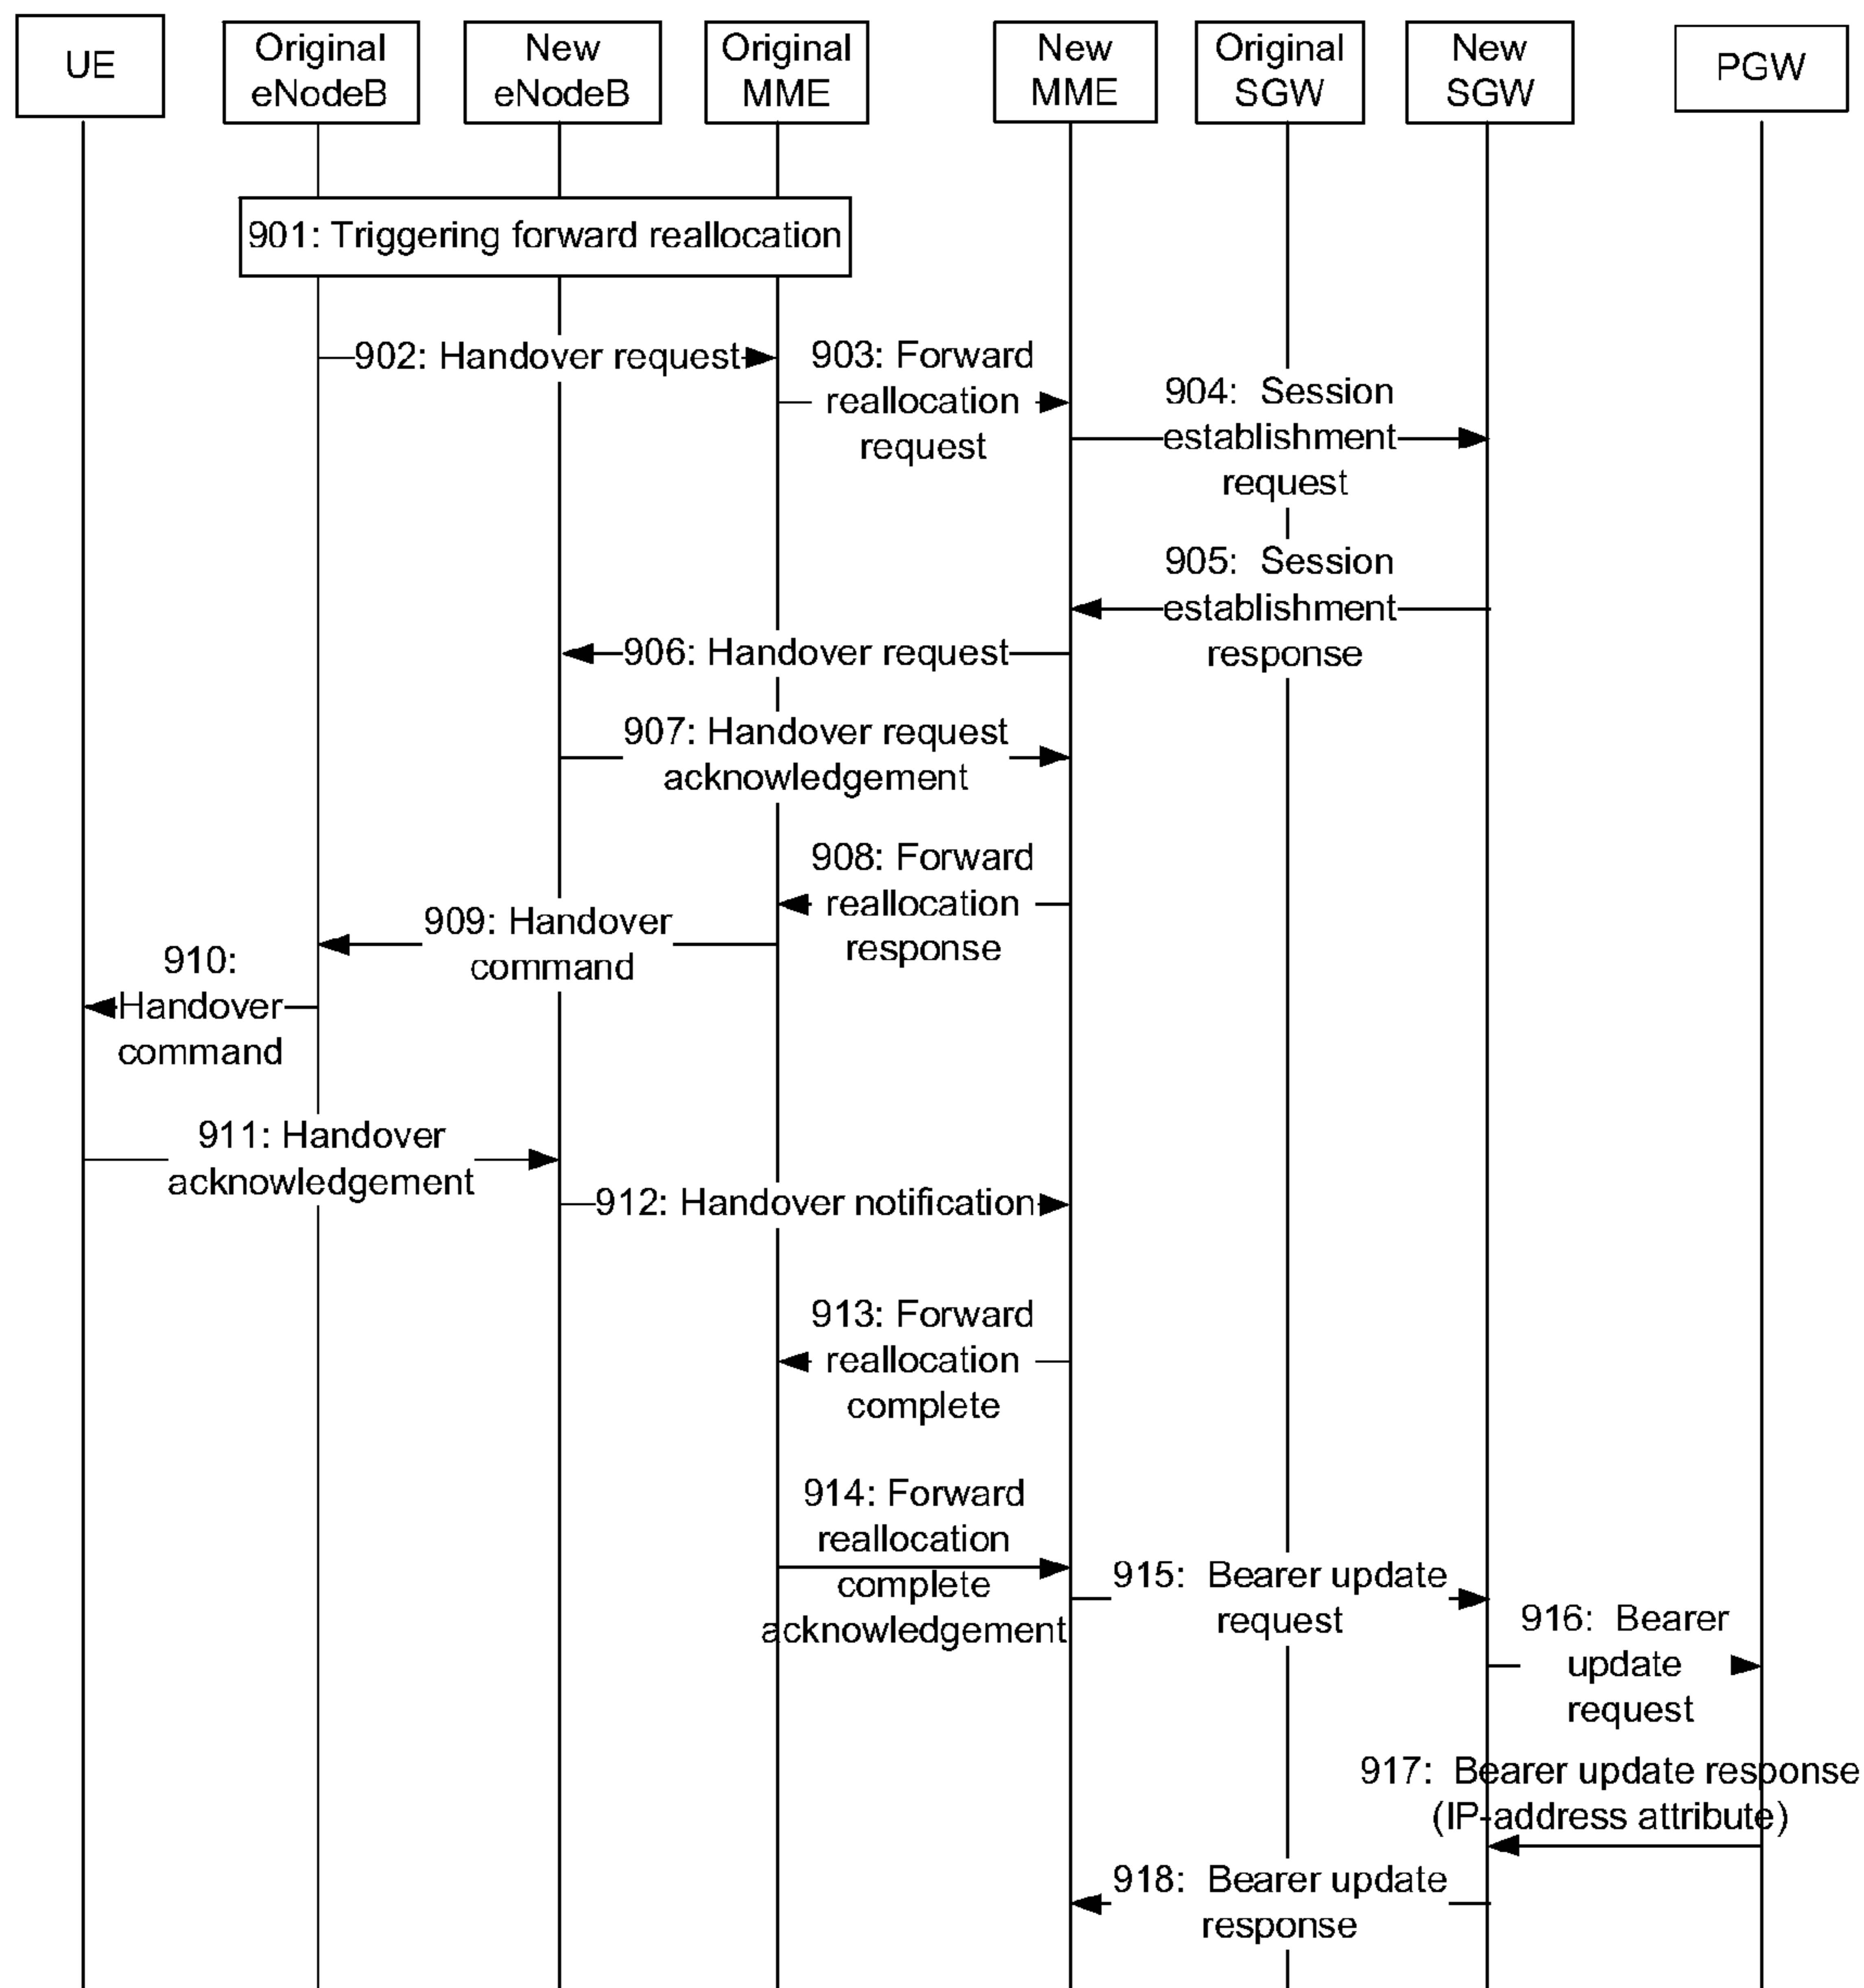 UE
Original
eNodeB
New
eNodeB
Original
MME
New
MME
Original
SGW
New
SGW
PGW
901: Triggering forward reallocation
902: Handover request
903: Forward
reallocation
request
904: Session
establishment
request
905: Session
establishment
response
906: Handover request
907: Handover request
acknowledgement
908: Forward
reallocation
response
909: Handover
command
910:
Handover
command
911: Handover
acknowledgement
912: Handover notification
913: Forward
reallocation
complete
914: Forward
reallocation
complete
acknowledgement
915: Bearer update
request
916: Bearer
update
request
917: Bearer update response
(IP-address attribute)
918: Bearer update
response